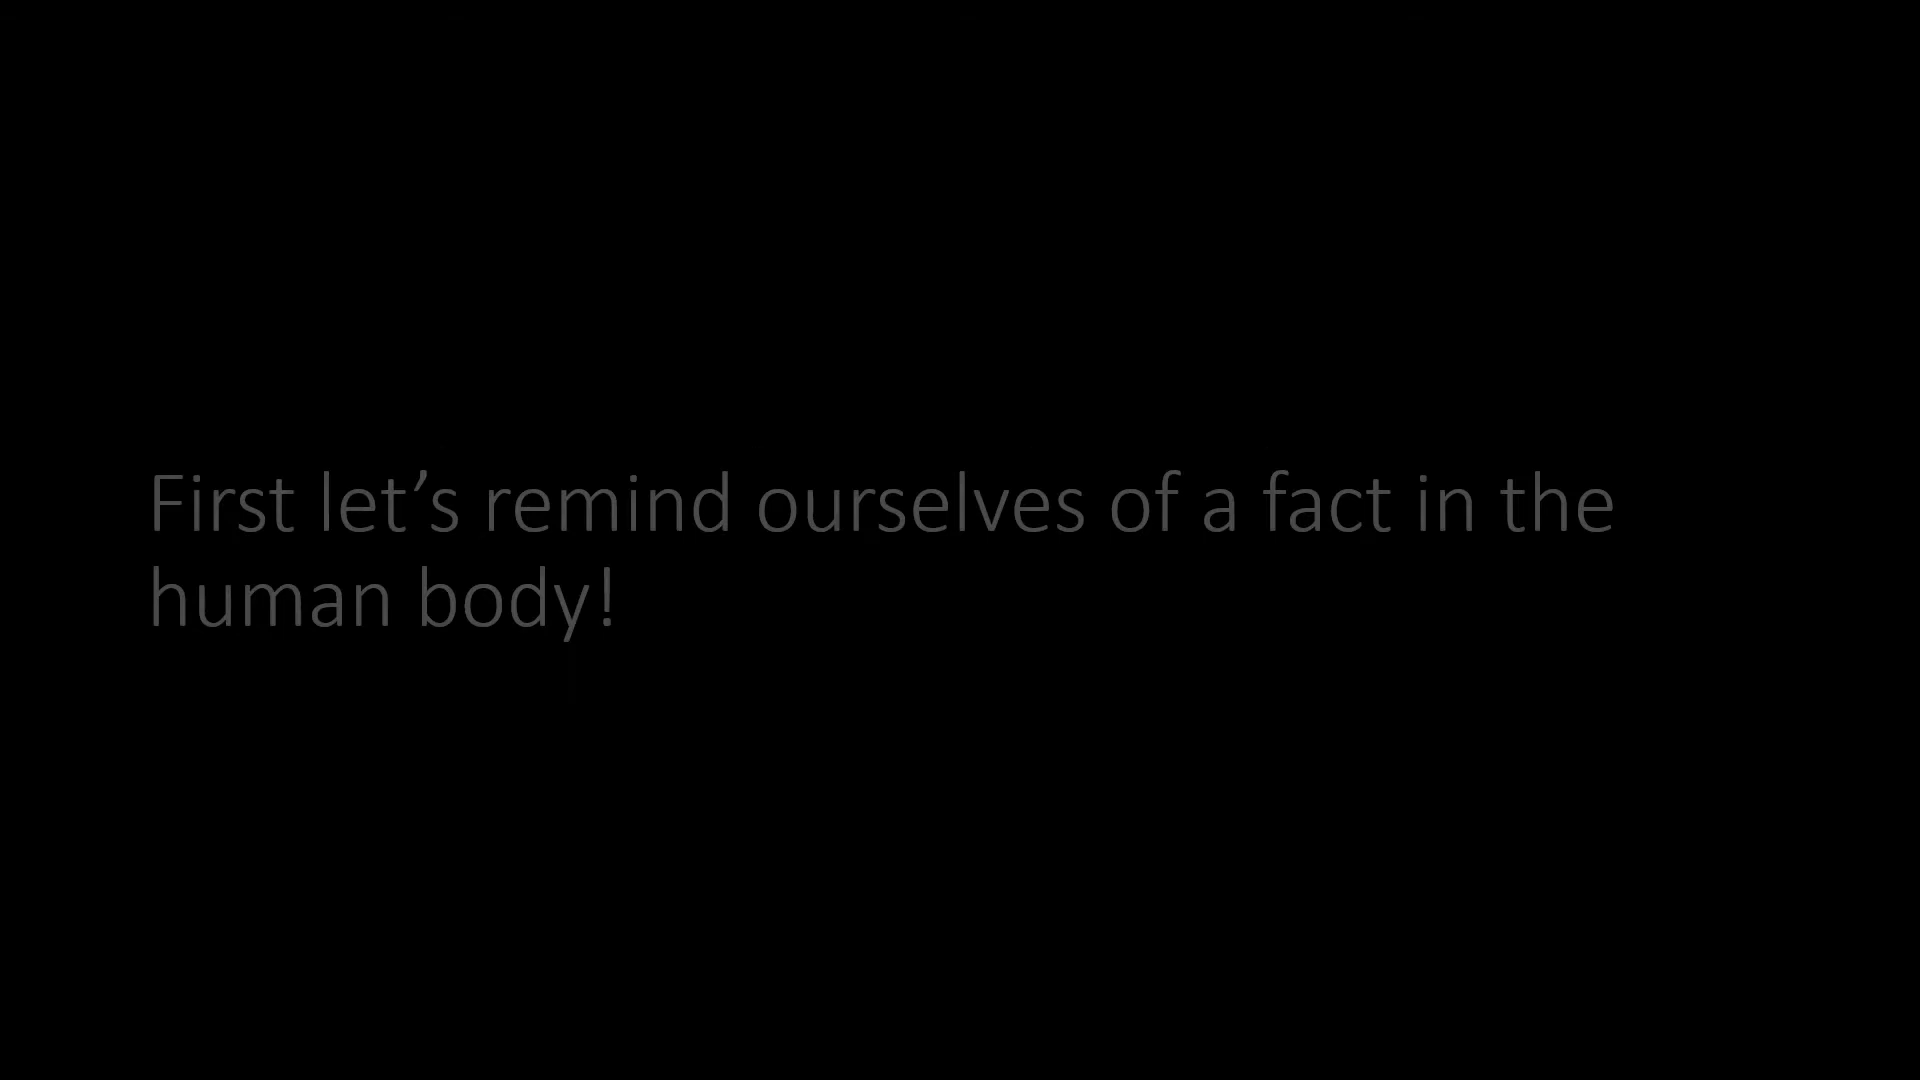 First let’s remind ourselves of a fact in the
human body!